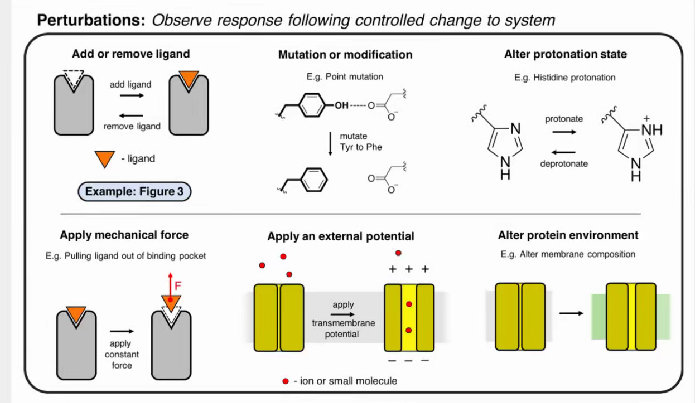 Perturbations: Observe response following controlled change to system
Add or remove ligand
add ligand
remove ligand
- ligand
Example: Figure 3
Mutation or modification
E.g. Point mutation
OH
O
O-
mutate
Tyr to Phe
O
O-
Alter protonation state
E.g. Histidine protonation
N
N
H
protonate
deprotonate
+
NH
N
H
Apply mechanical force
E.g. Pulling ligand out of binding pocket
F
apply
constant
force
Apply an external potential
+ + +
apply
transmembrane
potential
– – –
- ion or small molecule
Alter protein environment
E.g. Alter membrane composition